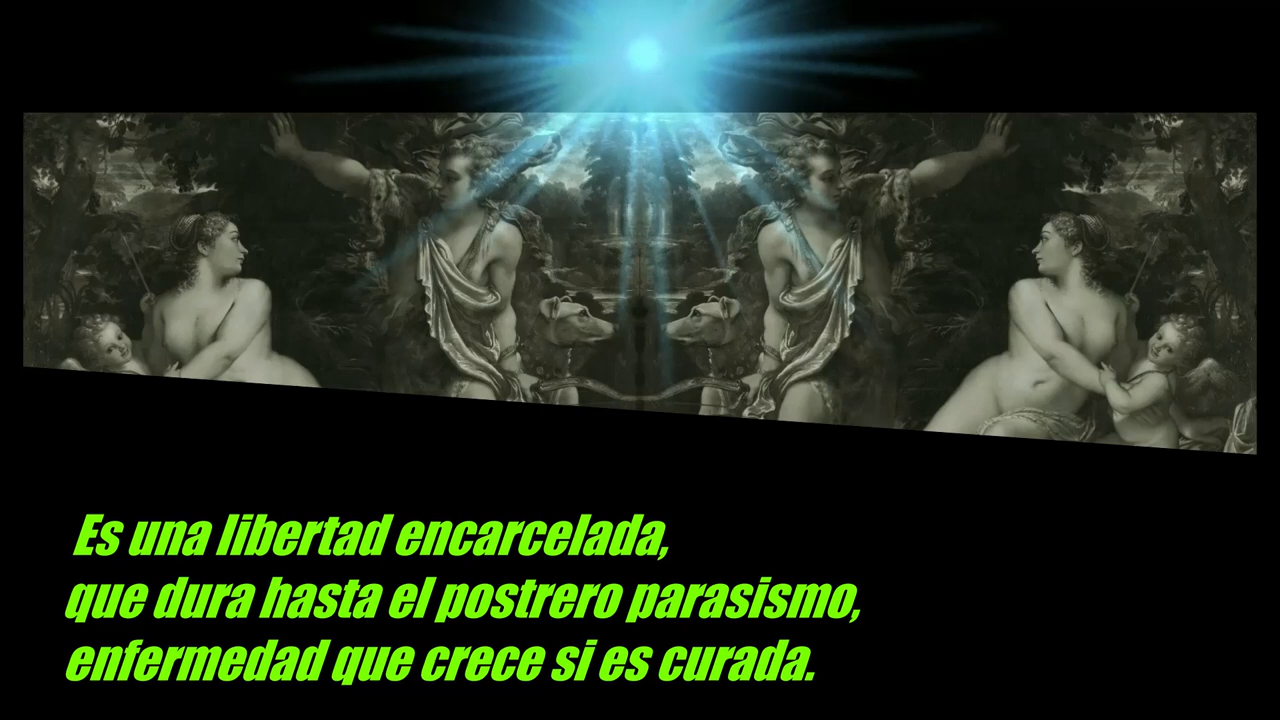 Es una libertad encarcelada,
que dura hasta el postrero parasismo,
enfermedad que crece si es curada.